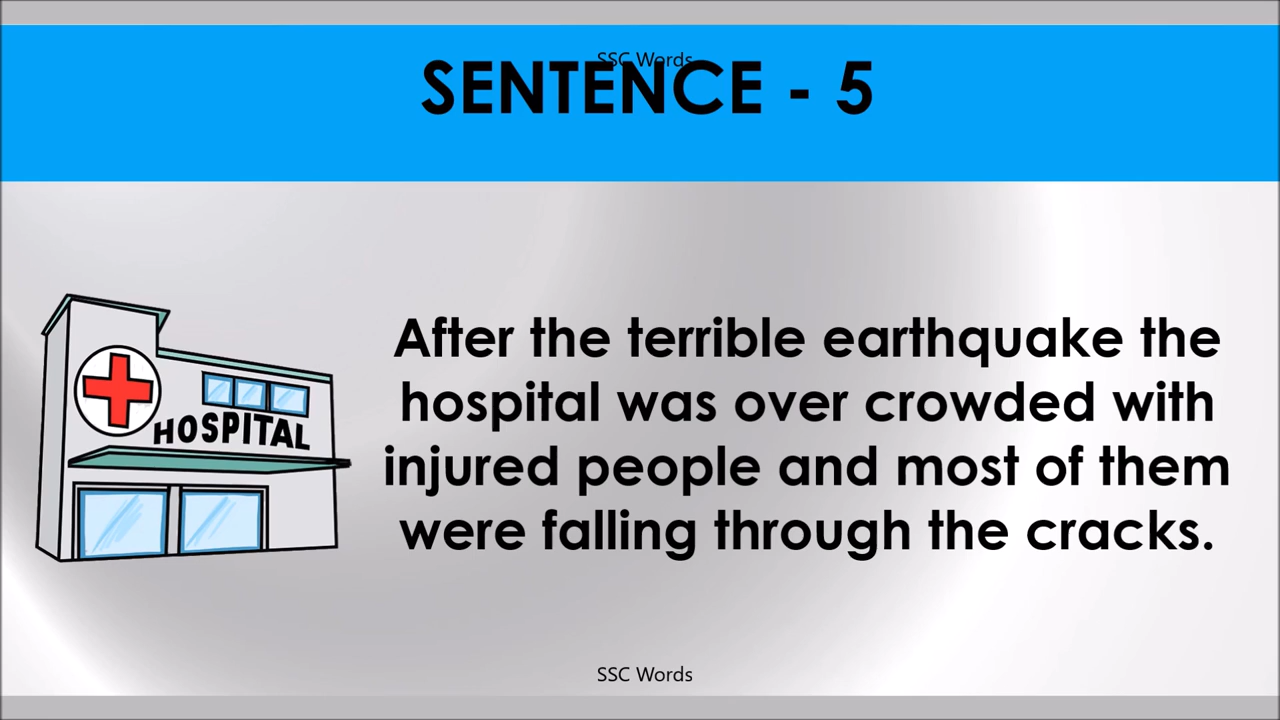 SSC Words
SENTENCE - 5
HOSPITAL
After the terrible earthquake the
hospital was over crowded with
injured people and most of them
were falling through the cracks.
SSC Words